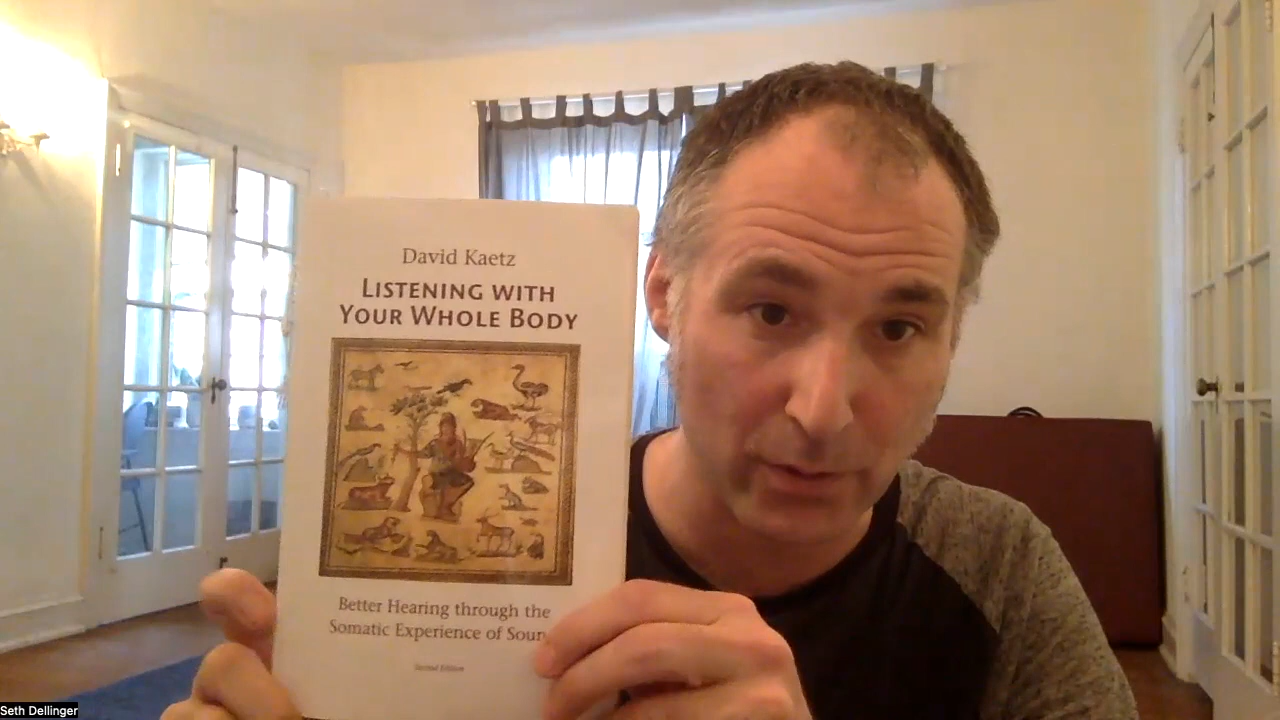 David Kaetz
LISTENING WITH
YOUR WHOLE BODY
Better Hearing through the
Somatic Experience of Soun
Second Edition
Seth Dellinger